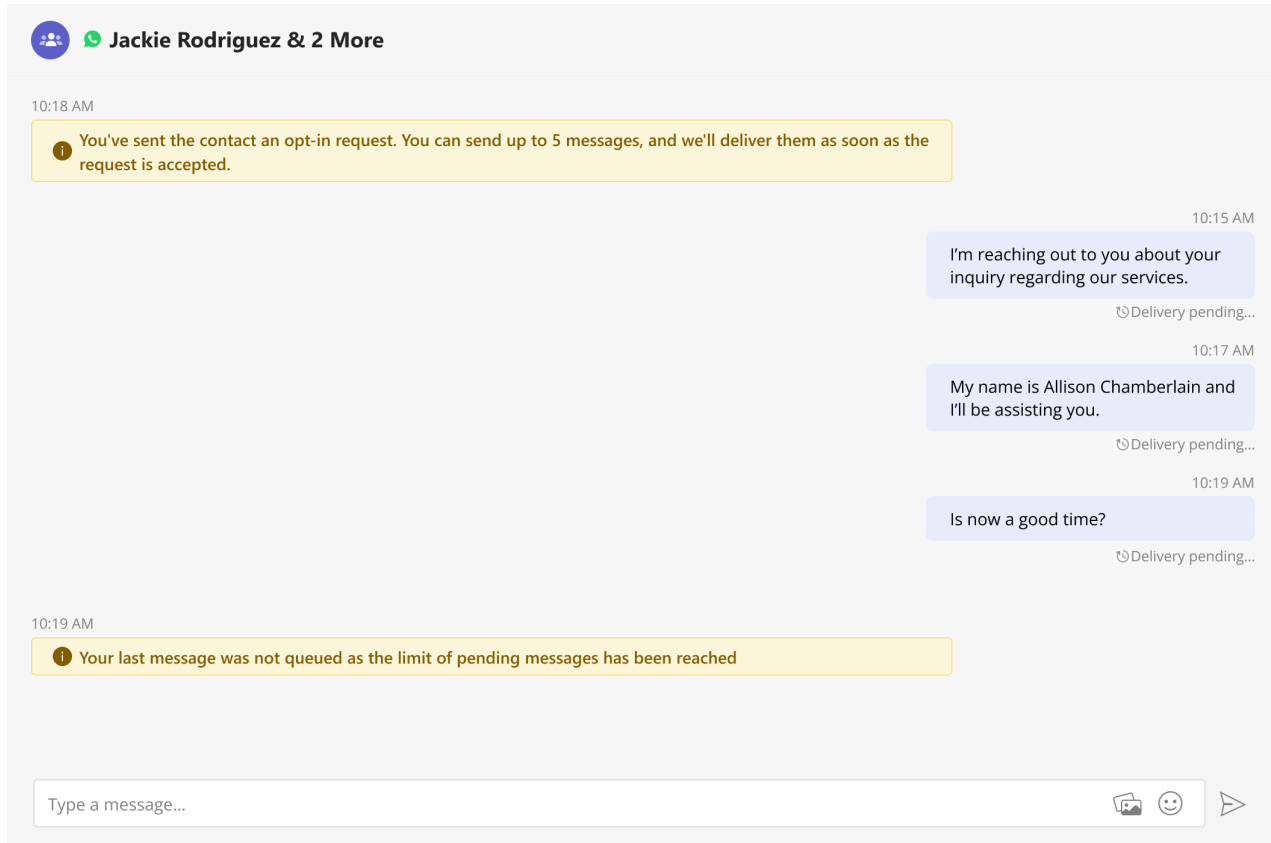 Jackie Rodriguez & 2 More
10:18 AM
You've sent the contact an opt-in request. You can send up to 5 messages, and we'll deliver them as soon as the
request is accepted.
10:15 AM
I’m reaching out to you about your
inquiry regarding our services.
Delivery pending...
10:17 AM
My name is Allison Chamberlain and
I’ll be assisting you.
Delivery pending...
10:19 AM
Is now a good time?
Delivery pending...
10:19 AM
Your last message was not queued as the limit of pending messages has been reached
Type a message...